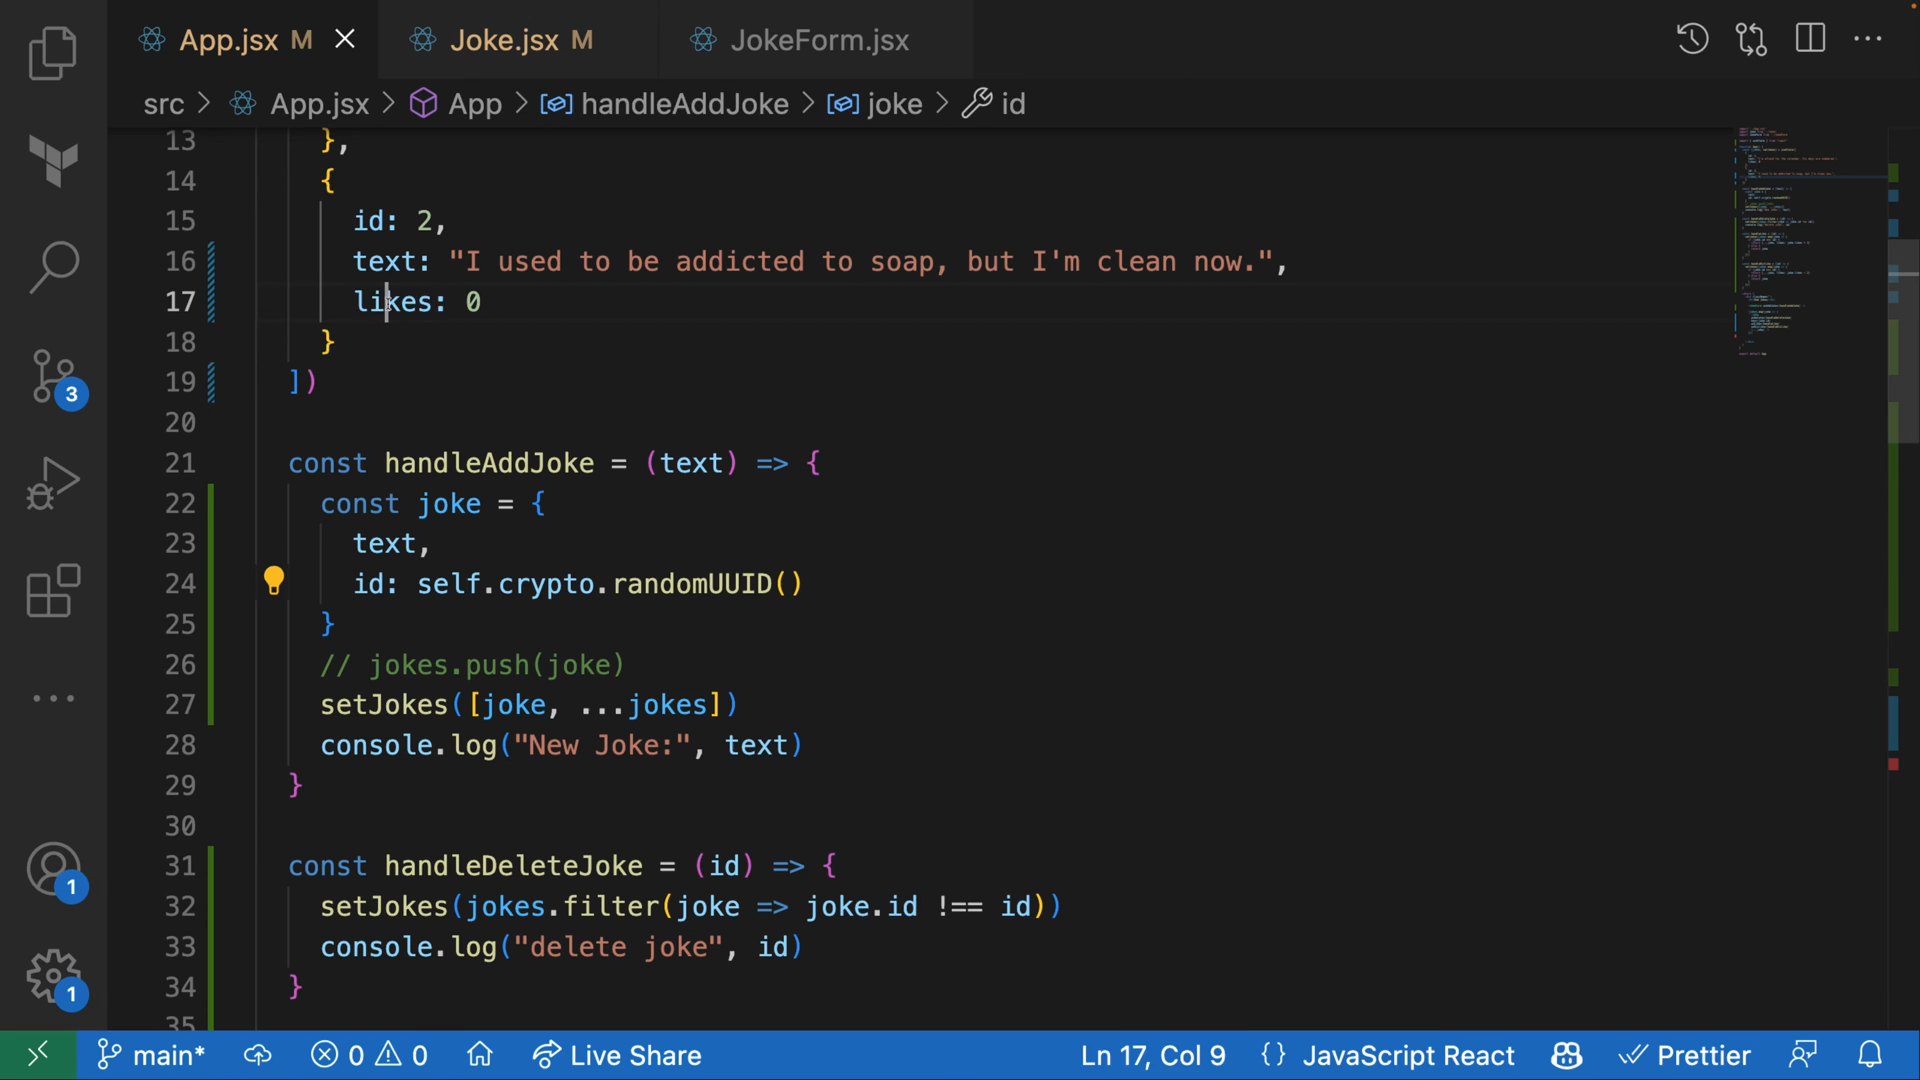 App.jsx M
Joke.jsx M
JokeForm.jsx
src > App.jsx > App > handleAddJoke > joke > id
13 },
14 {
15 id: 2,
16 text: "I used to be addicted to soap, but I'm clean now.",
17 likes: 0
18 }
19 ])
20
21 const handleAddJoke = (text) => {
22 const joke = {
23 text,
24 id: self.crypto.randomUUID()
25 }
26 // jokes.push(joke)
27 setJokes([joke, ...jokes])
28 console.log("New Joke:", text)
29 }
30
31 const handleDeleteJoke = (id) => {
32 setJokes(jokes.filter(joke => joke.id !== id))
33 console.log("delete joke", id)
34 }
35
3
1
1
main* 0 0 Live Share Ln 17, Col 9 {} JavaScript React Prettier